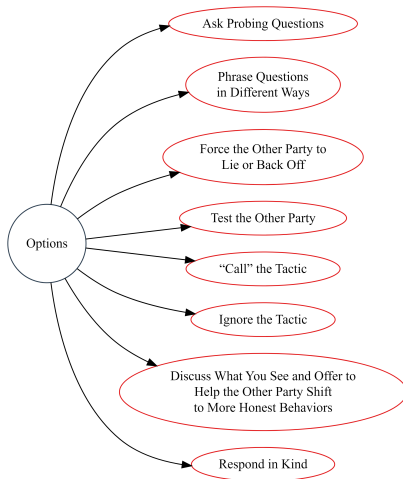 Ask Probing Questions
Phrase Questions
in Different Ways
Force the Other Party to
Lie or Back Off
Test the Other Party
Options
“Call” the Tactic
Ignore the Tactic
Discuss What You See and Offer to
Help the Other Party Shift
to More Honest Behaviors
Respond in Kind